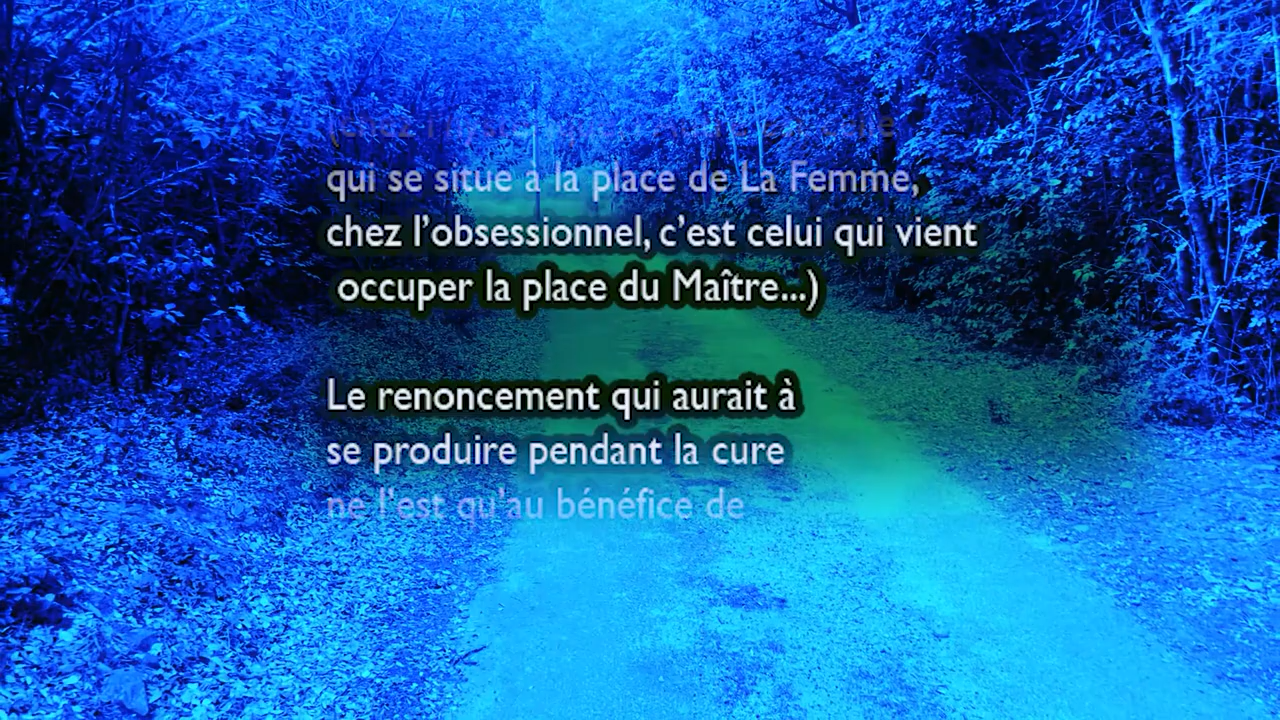 qui se situe à la place de La Femme,
chez l'obsessionnel, c'est celui qui vient
occuper la place du Maître...)
Le renoncement qui aurait à
se produire pendant la cure
ne l'est qu'au bénéfice de